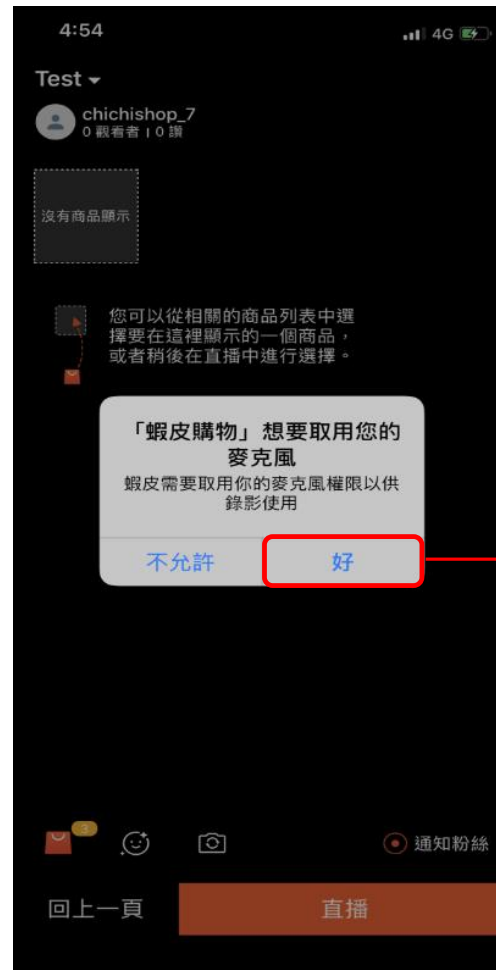 4:54
4G
Test
chichishop_7
0 觀看者 | 0 讚
沒有商品顯示
您可以從相關的商品列表中選
擇要在這裡顯示的一個商品，
或者稍後在直播中進行選擇。
「蝦皮購物」想要取用您的
麥克風
蝦皮需要取用你的麥克風權限以供
錄影使用
不允許
好
3
通知粉絲
回上一頁
直播